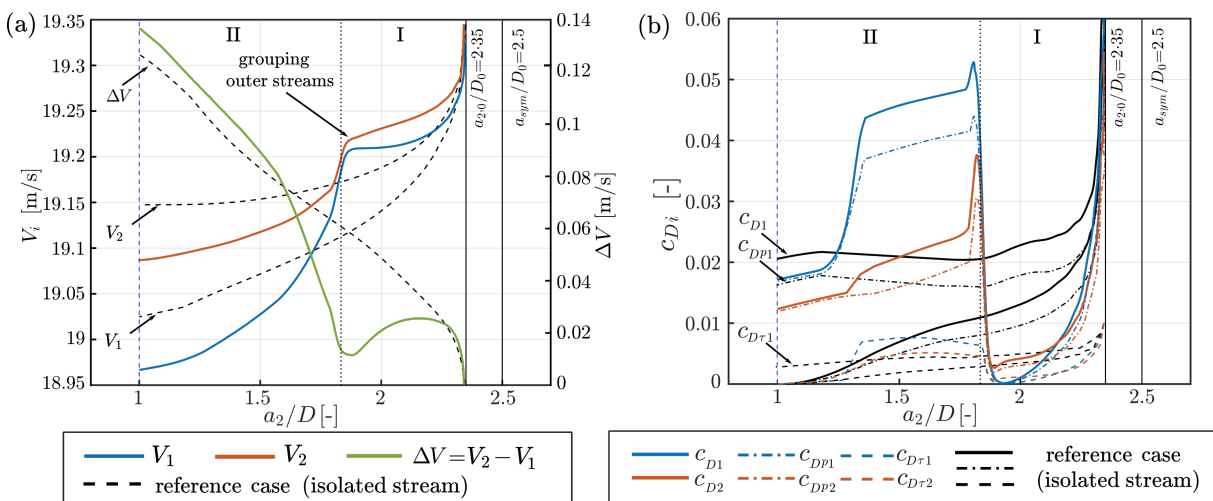 (a)
19.35
19.3
19.25
19.2
19.15
19.1
19.05
19
18.95
V_i [m/s]
II
I
grouping
outer streams
ΔV
V_2
V_1
a_{2·0}/D_0=2·35
a_{sym}/D_0=2.5
0.14
0.12
0.1
0.08
0.06
0.04
0.02
0
ΔV [m/s]
1
1.5
2
2.5
a_2/D [-]
V_1
V_2
ΔV=V_2−V_1
reference case (isolated stream)
(b)
0.06
0.05
0.04
0.03
0.02
0.01
0
c_{Di} [-]
II
I
c_{D1}
c_{DP1}
c_{Dτ1}
a_{2·0}/D_0=2·35
a_{sym}/D_0=2.5
1
1.5
2
2.5
a_2/D [-]
c_{D1}
c_{DP1}
c_{Dτ1}
reference case
c_{D2}
c_{DP2}
c_{Dτ2}
(isolated stream)